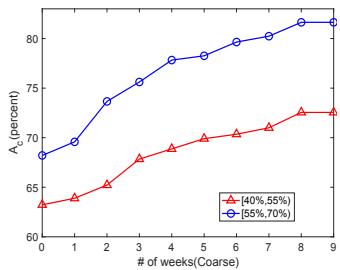 80
75
70
65
60
A_c(percent)
[40%,55%)
[55%,70%)
0 1 2 3 4 5 6 7 8 9
# of weeks(Coarse)